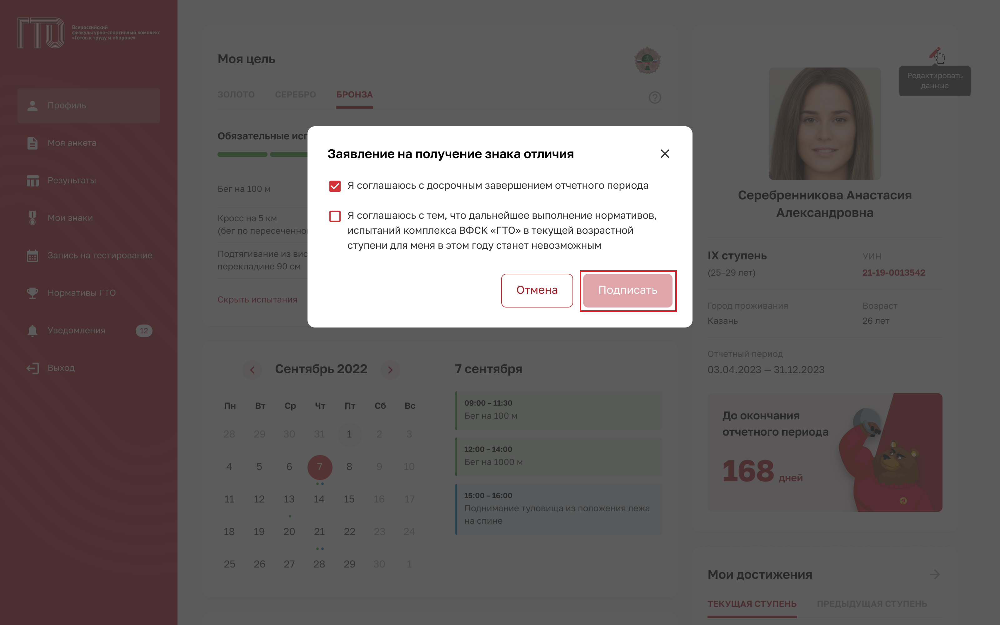 Всероссийский
физкультурно-спортивный комплекс
«Готов к труду и обороне»
Профиль
Моя анкета
Результаты
Мои знаки
Запись на тестирование
Нормативы ГТО
Уведомления 12
Выход
Моя цель
ГТО
ЗОЛОТО СЕРЕБРО БРОНЗА
?
Обязательные исп
Бег на 100 м
Кросс на 5 км
(бег по пересеченно
Подтягивание из вис
перекладине 90 см
Скрыть испытания
Заявление на получение знака отличия
Я соглашаюсь с досрочным завершением отчетного периода
Я соглашаюсь с тем, что дальнейшее выполнение нормативов,
испытаний комплекса ВФСК «ГТО» в текущей возрастной
ступени для меня в этом году станет невозможным
Отмена Подписать
Сентябрь 2022
Пн Вт Ср Чт Пт Сб Вс
28 29 30 31 1 2 3
4 5 6 7 8 9 10
11 12 13 14 15 16 17
18 19 20 21 22 23 24
25 26 27 28 29 30 1
7 сентября
09:00 – 11:30
Бег на 100 м
12:00 – 14:00
Бег на 1000 м
15:00 – 16:00
Поднимание туловища из положения лежа
на спине
Редактировать
данные
Серебренникова Анастасия
Александровна
IX ступень УИН
(25–29 лет) 21-19-0013542
Город проживания Возраст
Казань 26 лет
Отчетный период
03.04.2023 — 31.12.2023
До окончания
отчетного периода
168 дней
Мои достижения
ТЕКУЩАЯ СТУПЕНЬ ПРЕДЫДУЩАЯ СТУПЕНЬ